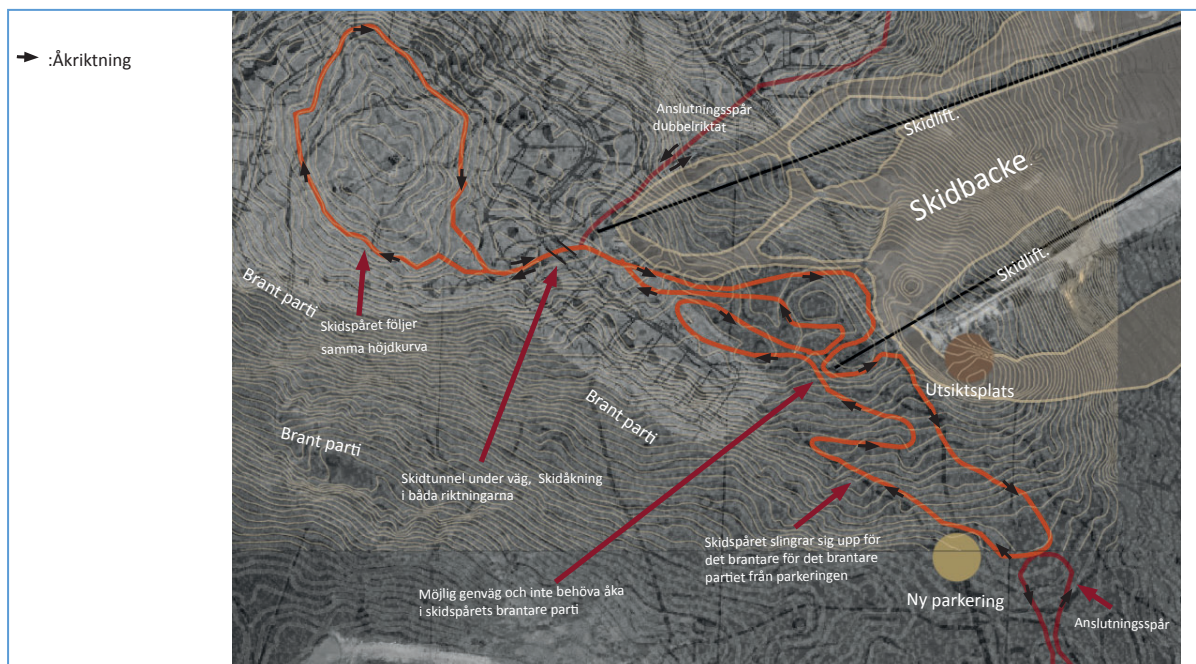 :Åkriktning
Anslutningsspår
dubbelriktat
Skidlift.
Skidbacke.
Skidlift.
Brant parti
Skidspåret följer
samma höjdkurva
Utsiktsplats
Brant parti
Brant parti
Skidtunnel under väg, Skidåkning
i båda riktningarna
Skidspåret slingrar sig upp för
det brantare för det brantare
partiet från parkeringen
Möjlig genväg och inte behöva åka
i skidspårets brantare parti
Ny parkering
Anslutningsspår